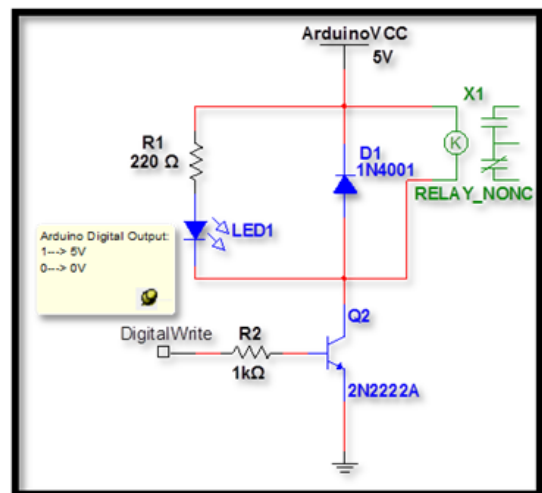 ArduinoVCC
5V
X1
R1
220 Ω
D1
1N4001
K
RELAY_NONC
LED1
Arduino Digital Output:
1---> 5V
0---> 0V
Q2
DigitalWrite
R2
1kΩ
2N2222A